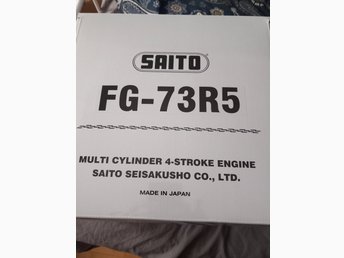 SAITO
FG-73R5
MULTI CYLINDER 4-STROKE ENGINE
SAITO SEISAKUSHO CO., LTD.
MADE IN JAPAN